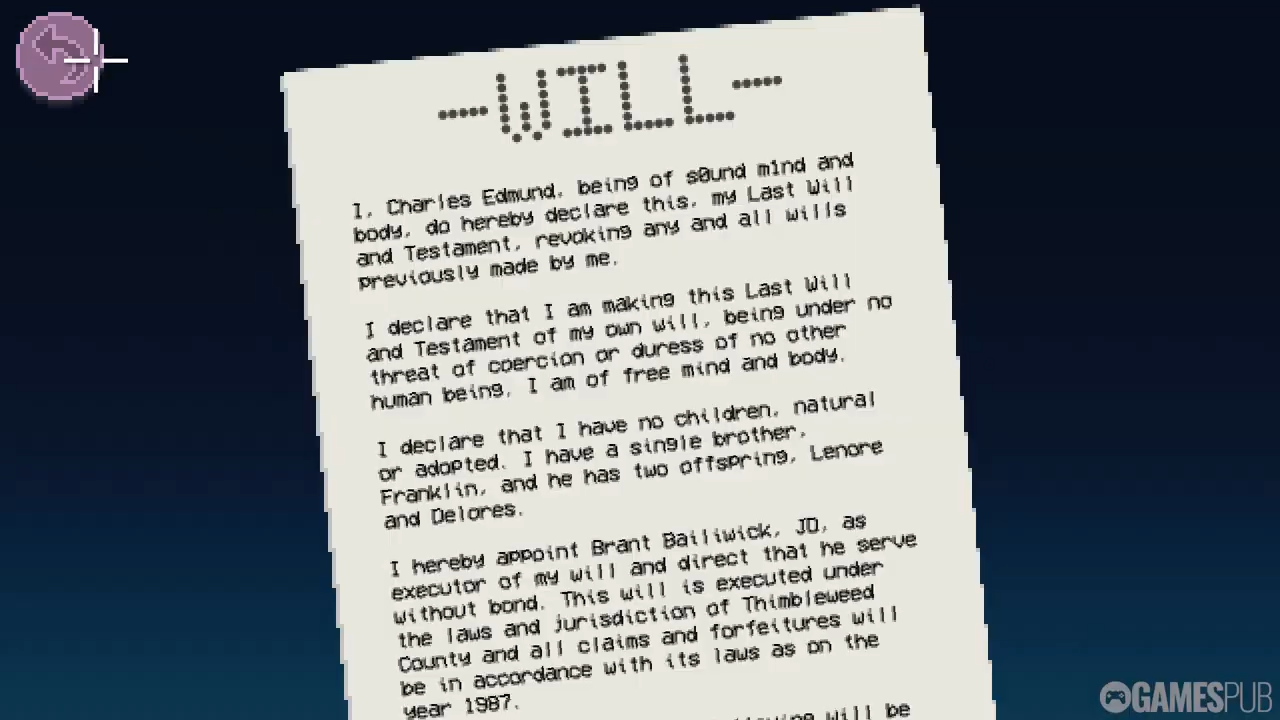 -WILL-
I, Charles Edmund, being of s0und m1nd and
body, do hereby declare this, my Last Will
and Testament, revoking any and all wills
previously made by me.
I declare that I am making this Last Will
and Testament of my own will, being under no
threat of coercion or duress of no other
human being, I am of free mind and body.
I declare that I have no children, natural
or adopted. I have a single brother,
Franklin, and he has two offspring, Lenore
and Delores.
I hereby appoint Brant Bailiwick, JD, as
executor of my will and direct that he serve
without bond. This will is executed under
the laws and jurisdiction of Thimbleweed
County and all claims and forfeitures will
be in accordance with its laws as on the
year 1987.
will be
GAMESPUB